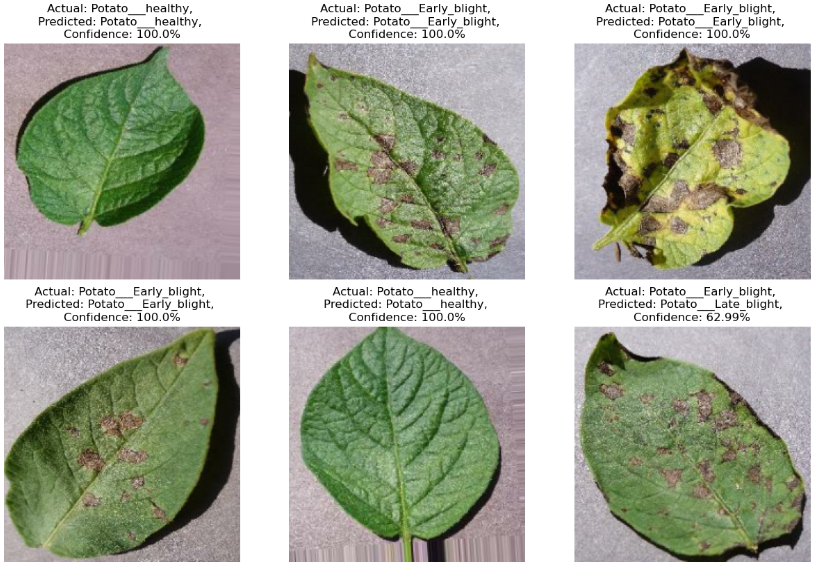 Actual: Potato___healthy,
Predicted: Potato___healthy,
Confidence: 100.0%
Actual: Potato___Early_blight,
Predicted: Potato___Early_blight,
Confidence: 100.0%
Actual: Potato___Early_blight,
Predicted: Potato___Early_blight,
Confidence: 100.0%
Actual: Potato___Early_blight,
Predicted: Potato___Early_blight,
Confidence: 100.0%
Actual: Potato___healthy,
Predicted: Potato___healthy,
Confidence: 100.0%
Actual: Potato___Early_blight,
Predicted: Potato___Late_blight,
Confidence: 62.99%